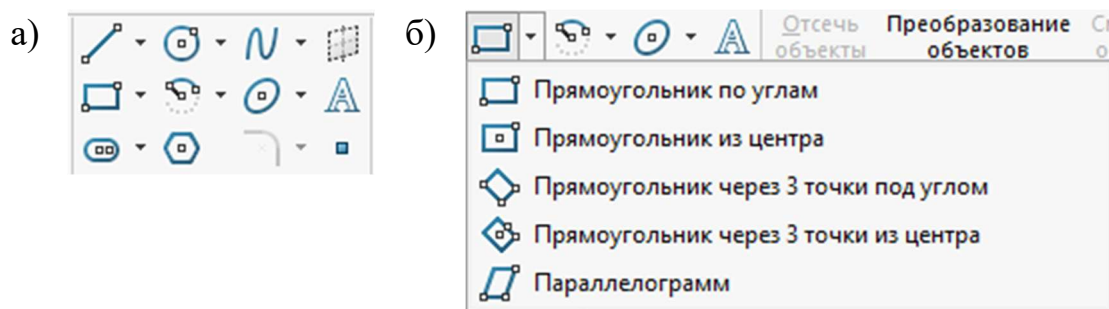 а)
б)
Отсечь объекты
Преобразование объектов
Прямоугольник по углам
Прямоугольник из центра
Прямоугольник через 3 точки под углом
Прямоугольник через 3 точки из центра
Параллелограмм